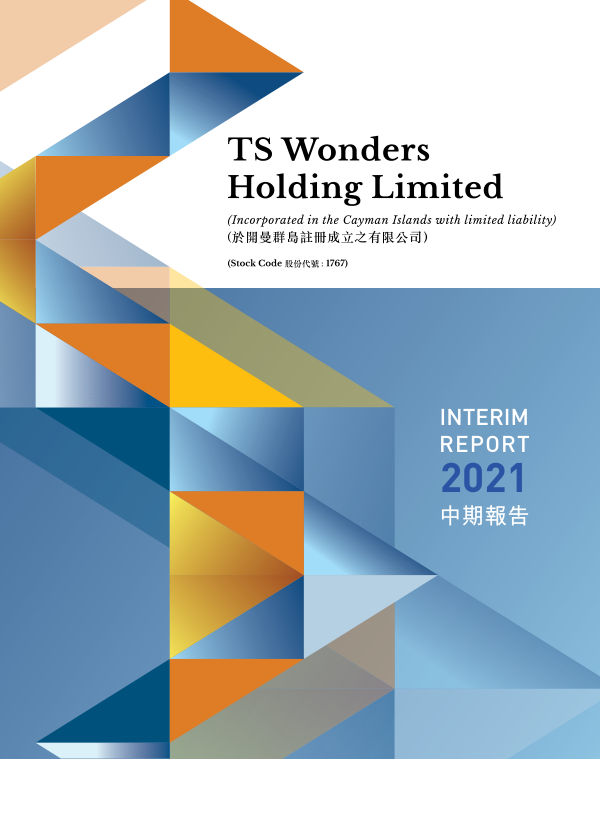 TS Wonders
Holding Limited
(Incorporated in the Cayman Islands with limited liability)
(於開曼群島註冊成立之有限公司)
(Stock Code 股份代號 : 1767)
INTERIM
REPORT
2021
中期報告